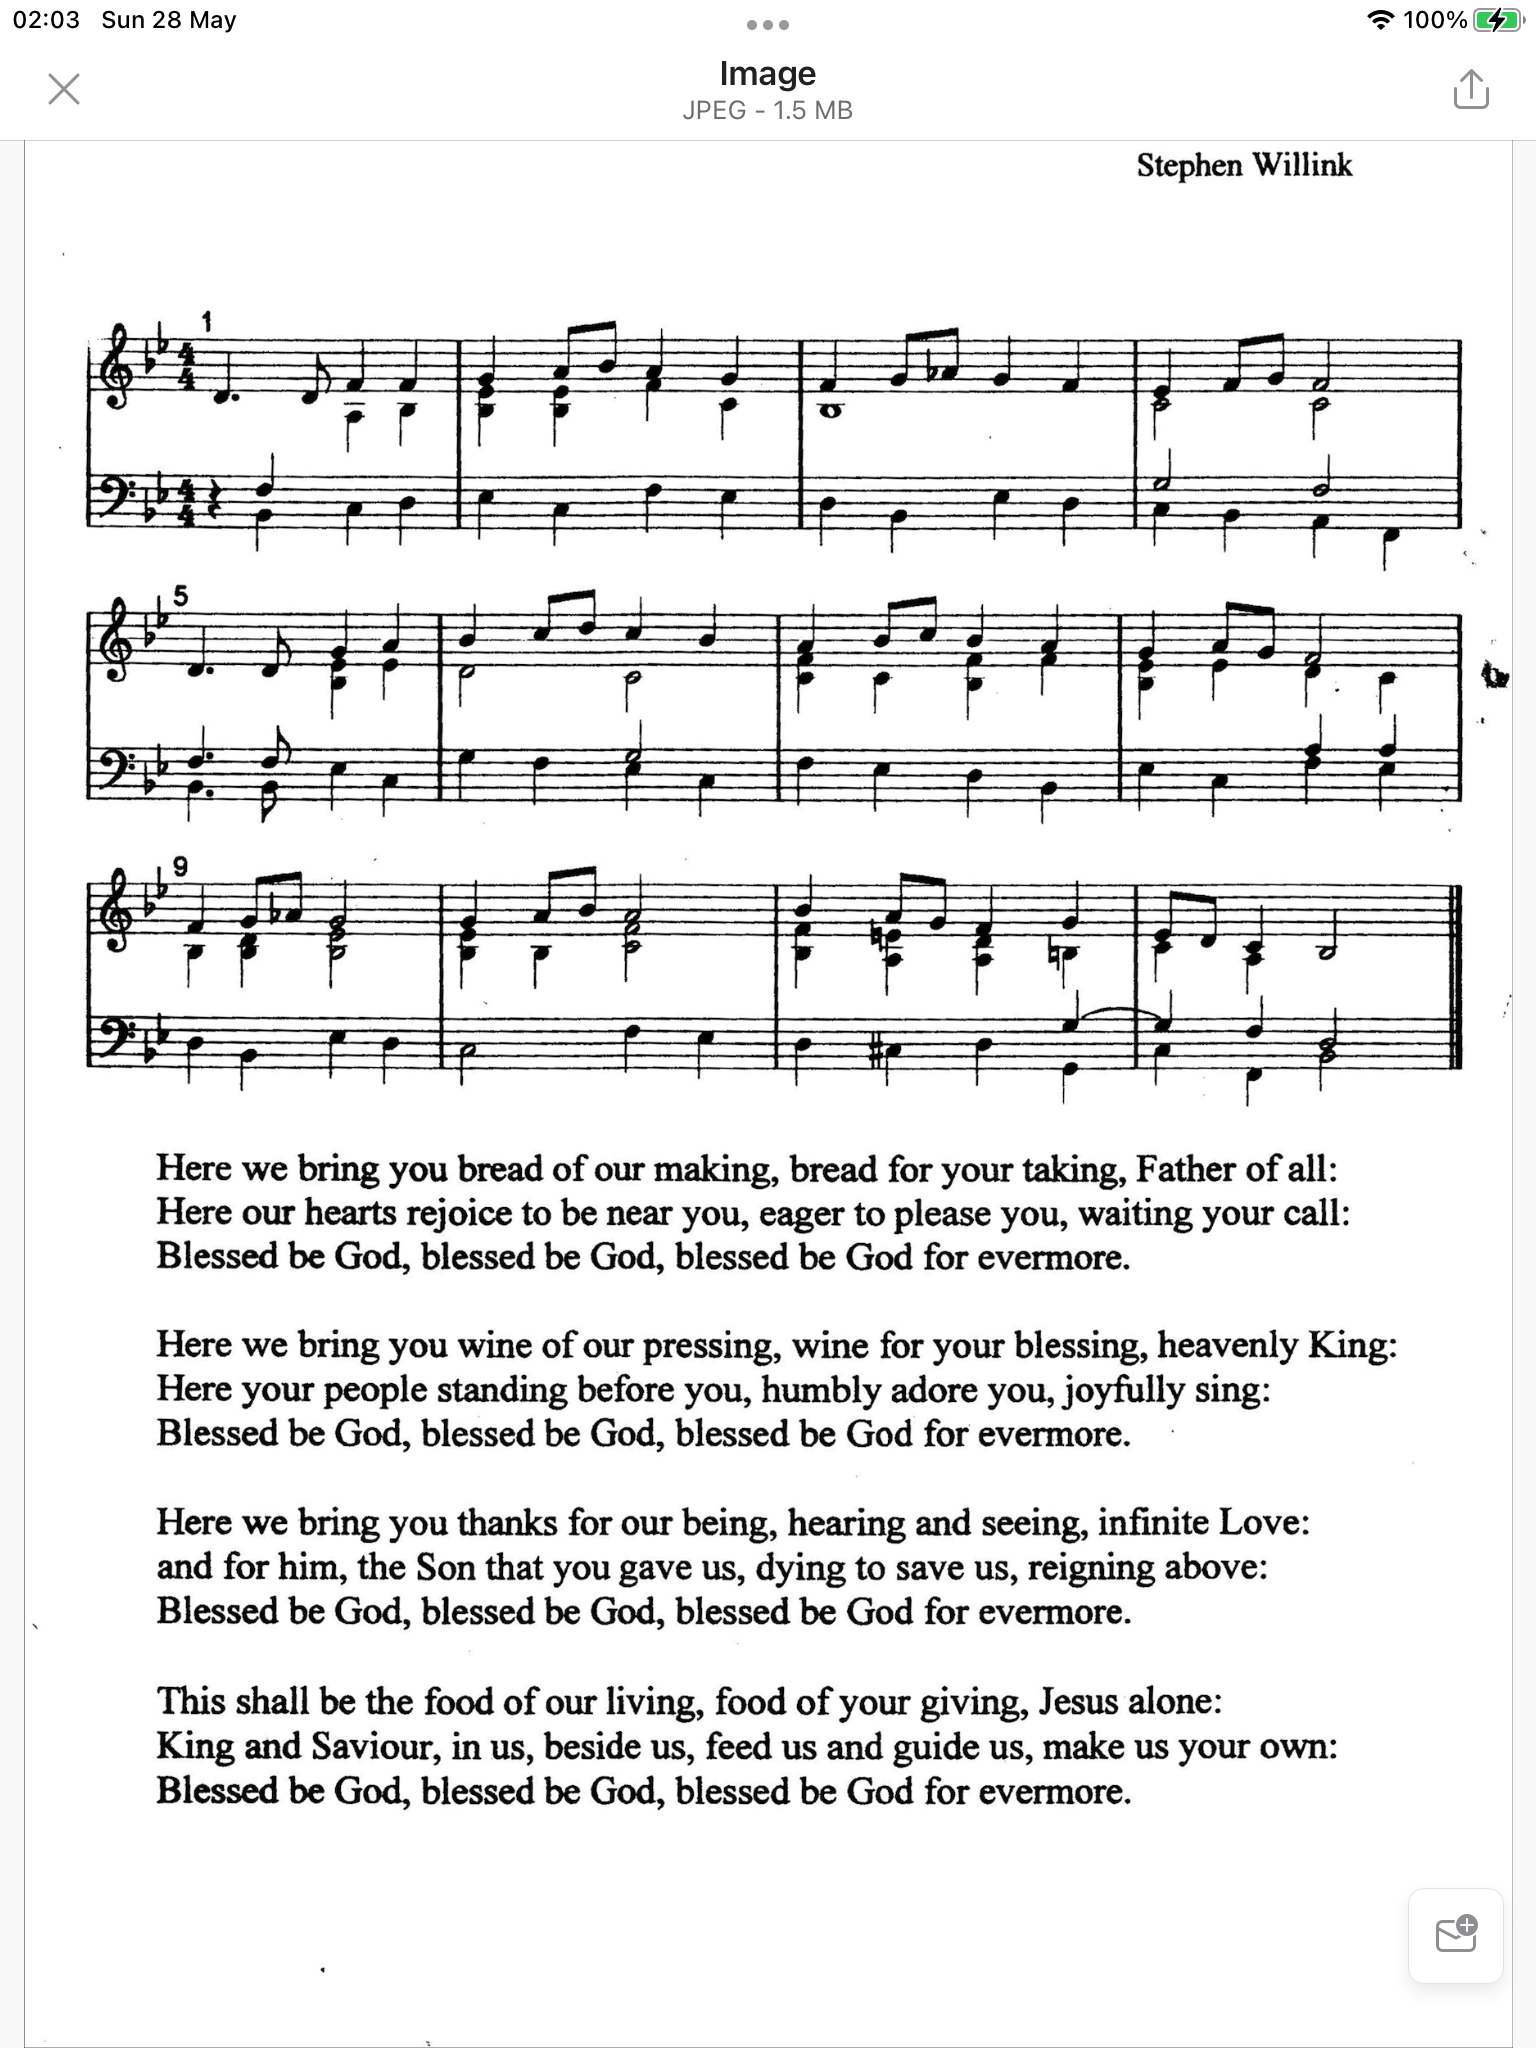 02:03 Sun 28 May
100%
Image
JPEG - 1.5 MB
Stephen Willink
1
4
4
4
4
5
9
Here we bring you bread of our making, bread for your taking, Father of all:
Here our hearts rejoice to be near you, eager to please you, waiting your call:
Blessed be God, blessed be God, blessed be God for evermore.
Here we bring you wine of our pressing, wine for your blessing, heavenly King:
Here your people standing before you, humbly adore you, joyfully sing:
Blessed be God, blessed be God, blessed be God for evermore.
Here we bring you thanks for our being, hearing and seeing, infinite Love:
and for him, the Son that you gave us, dying to save us, reigning above:
Blessed be God, blessed be God, blessed be God for evermore.
This shall be the food of our living, food of your giving, Jesus alone:
King and Saviour, in us, beside us, feed us and guide us, make us your own:
Blessed be God, blessed be God, blessed be God for evermore.